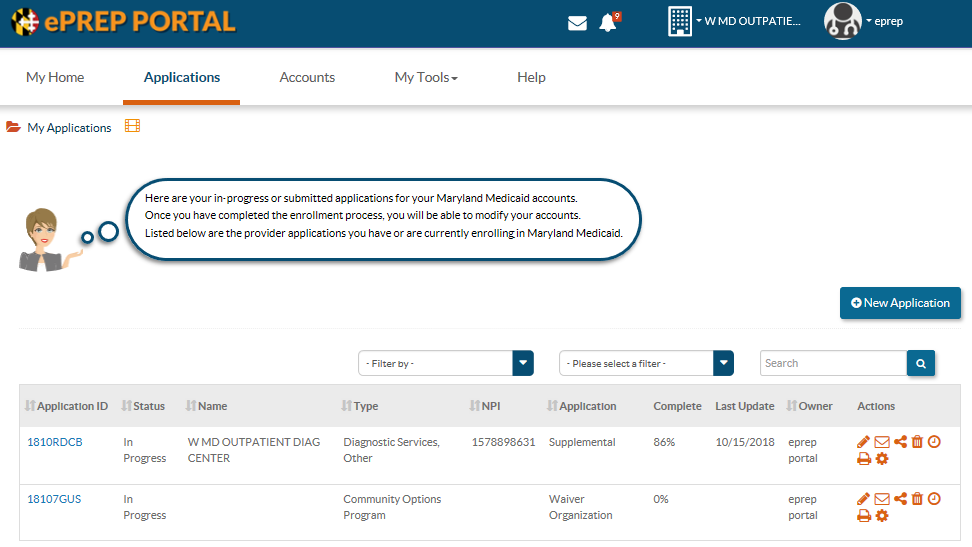 ePREP PORTAL
9
W MD OUTPATIE...
eprep
My Home
Applications
Accounts
My Tools
Help
My Applications
Here are your in-progress or submitted applications for your Maryland Medicaid accounts.
Once you have completed the enrollment process, you will be able to modify your accounts.
Listed below are the provider applications you have or are currently enrolling in Maryland Medicaid.
New Application
- Filter by -
- Please select a filter -
Search
Application ID Status Name Type NPI Application Complete Last Update Owner Actions
1810RDCB In W MD OUTPATIENT DIAG Diagnostic Services, 1578898631 Supplemental 86% 10/15/2018 eprep
Progress CENTER Other portal
18107GUS In Community Options Waiver 0% eprep
Progress Program Organization portal